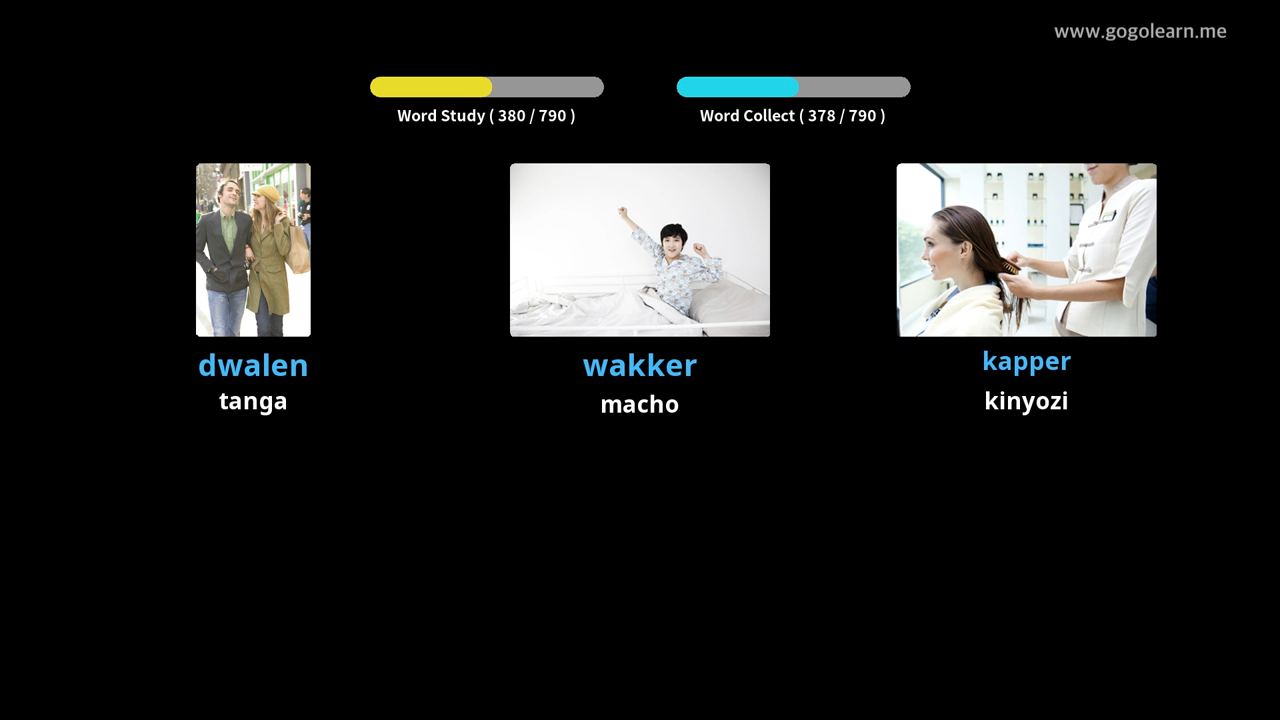 www.gogolearn.me
Word Study ( 380 / 790 )
Word Collect ( 378 / 790 )
dwalen
tanga
wakker
macho
kapper
kinyozi